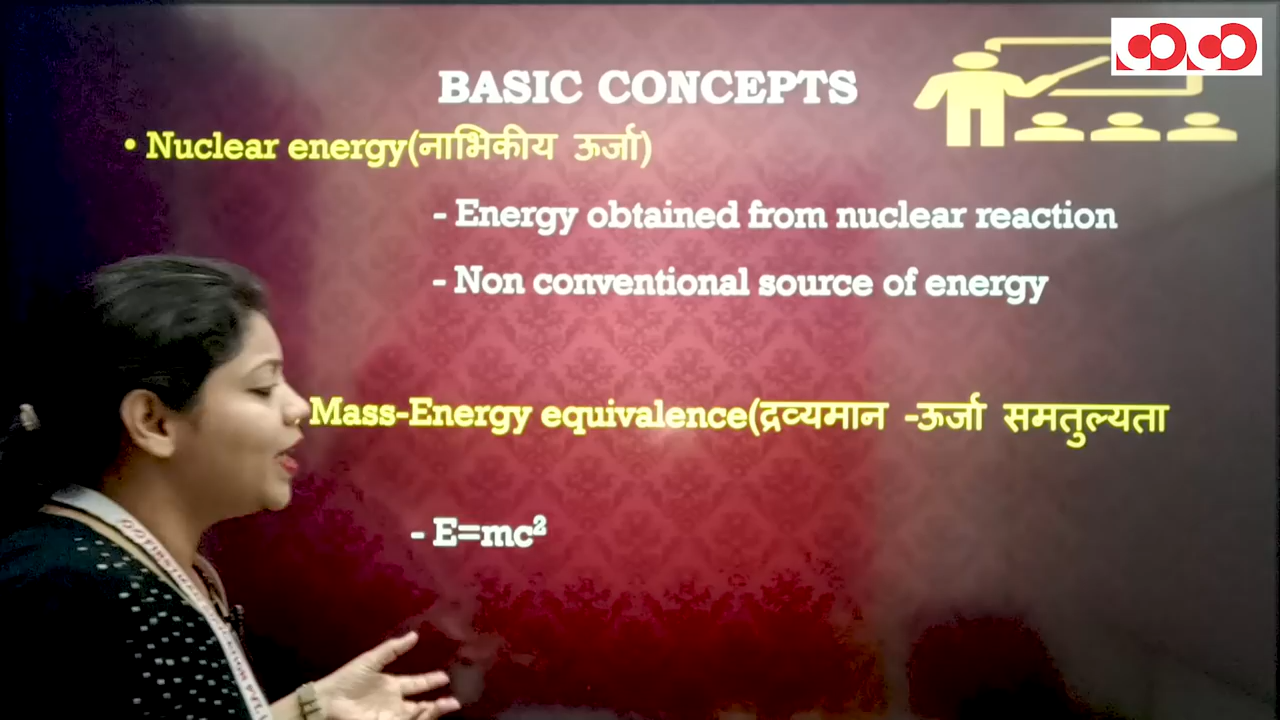 BASIC CONCEPTS
• Nuclear energy(नाभिकीय ऊर्जा)
- Energy obtained from nuclear reaction
- Non conventional source of energy
Mass-Energy equivalence(द्रव्यमान -ऊर्जा समतुल्यता
- E=mc²